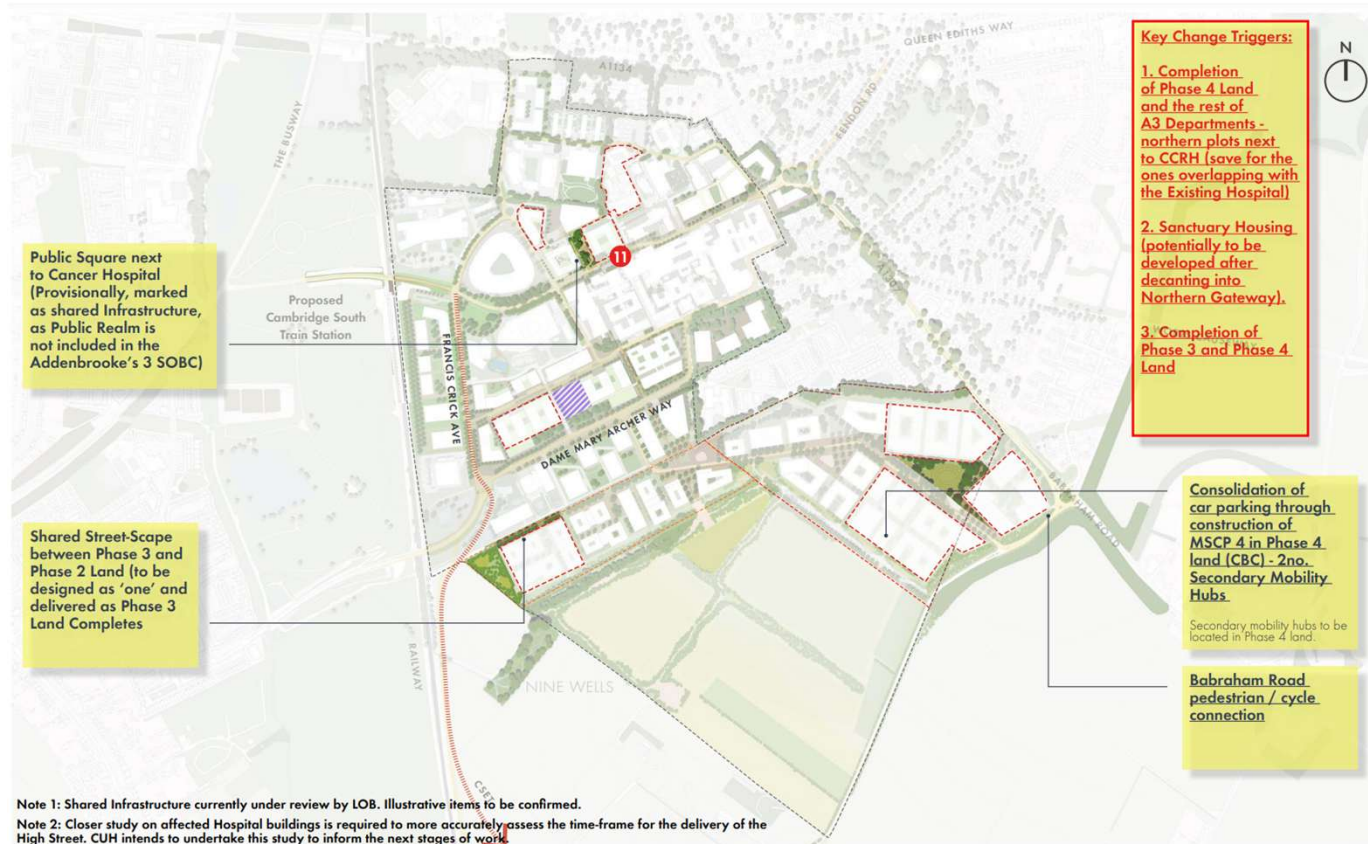 QUEEN EDITHS WAY
A1134
FENDON RD
THE BUSWAY
N
Key Change Triggers:
1. Completion
of Phase 4 Land
and the rest of
A3 Departments -
northern plots next
to CCRH (save for the
ones overlapping with
the Existing Hospital)
2. Sanctuary Housing
(potentially to be
developed after
decanting into
Northern Gateway).
3. Completion of
Phase 3 and Phase 4
Land
Public Square next
to Cancer Hospital
(Provisionally, marked
as shared Infrastructure,
as Public Realm is
not included in the
Addenbrooke's 3 SOBC)
11
Proposed
Cambridge South
Train Station
FRANCIS CRICK AVE
DAME MARY ARCHER WAY
BABRAHAM ROAD
Consolidation of
car parking through
construction of
MSCP 4 in Phase 4
land (CBC) - 2no.
Secondary Mobility
Hubs
Secondary mobility hubs to be
located in Phase 4 land.
Shared Street-Scape
between Phase 3 and
Phase 2 Land (to be
designed as 'one' and
delivered as Phase 3
Land Completes
Babraham Road
pedestrian / cycle
connection
RAILWAY
NINE WELLS
CSET
Note 1: Shared Infrastructure currently under review by LOB. Illustrative items to be confirmed.
Note 2: Closer study on affected Hospital buildings is required to more accurately assess the time-frame for the delivery of the
High Street. CUH intends to undertake this study to inform the next stages of work.